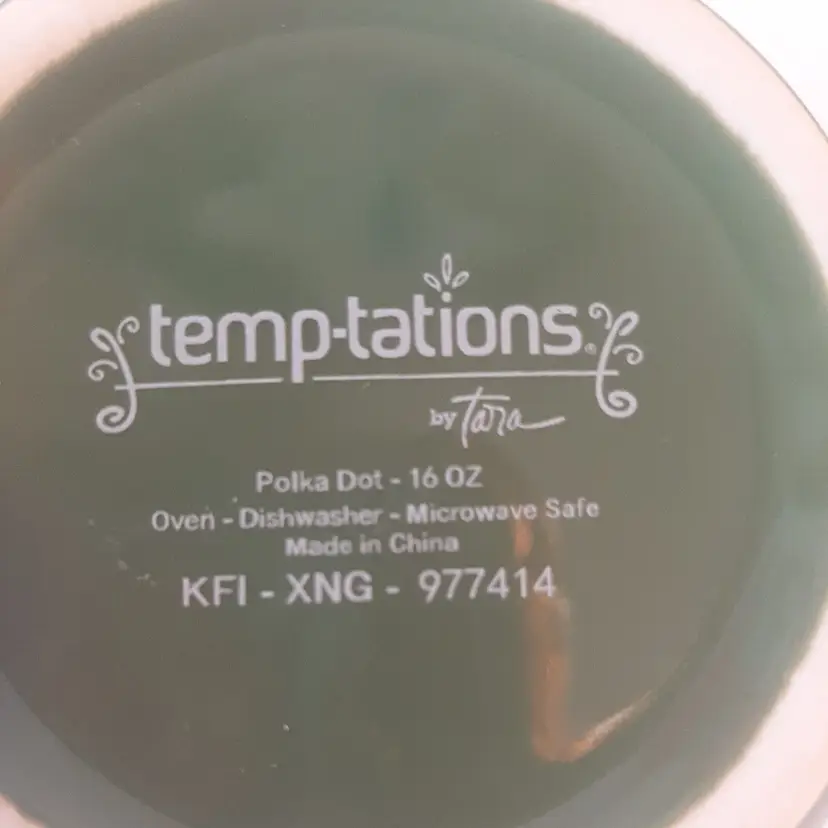 temp-tations®
by tara
Polka Dot - 16 OZ
Oven - Dishwasher - Microwave Safe
Made in China
KFI - XNG - 977414